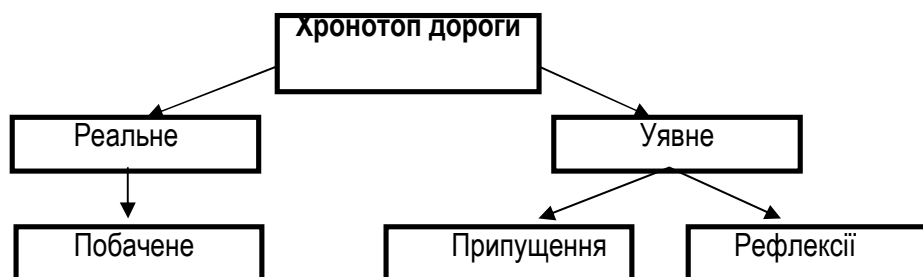 Хронотоп дороги
Реальне
Уявне
Побачене
Припущення
Рефлексії